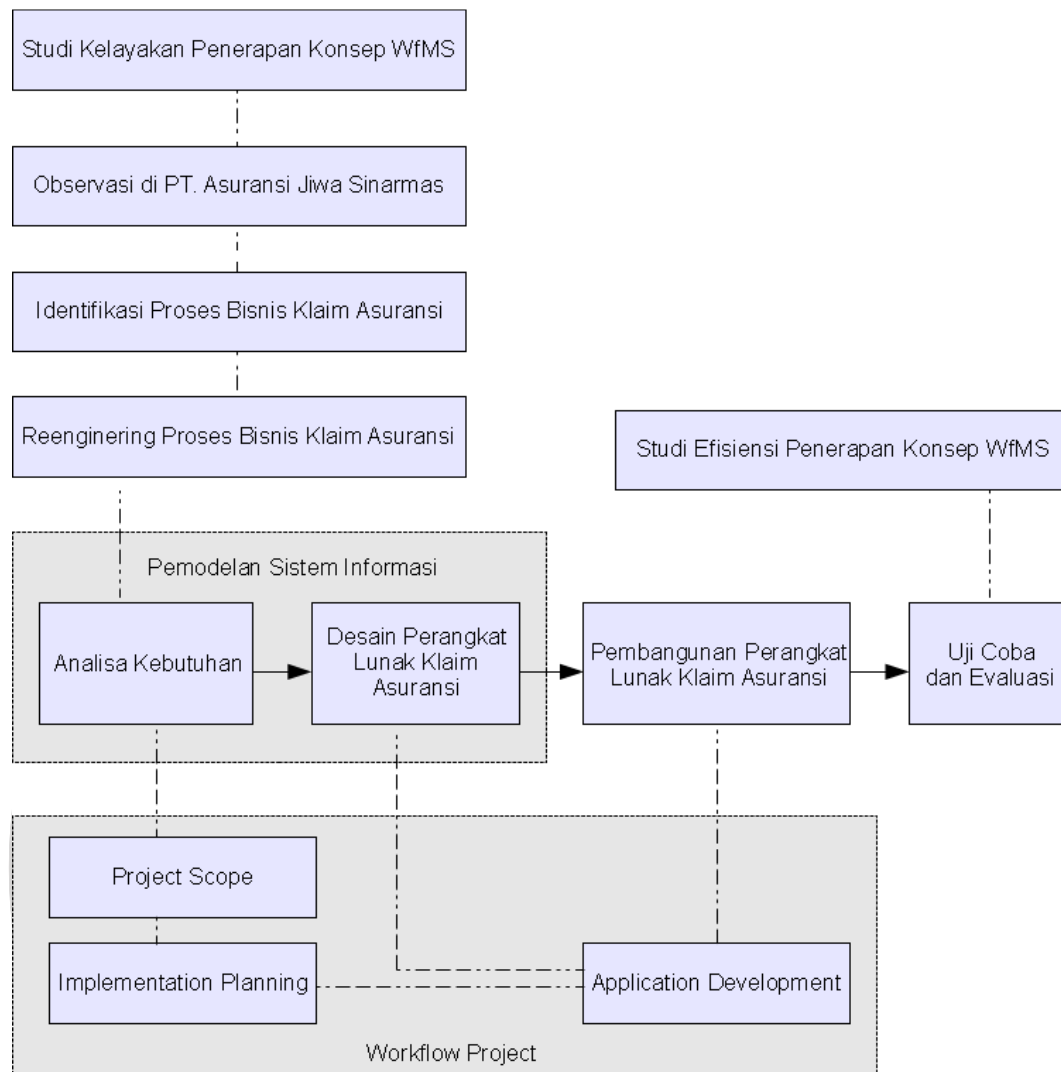 Studi Kelayakan Penerapan Konsep WfMS
Observasi di PT. Asuransi Jiwa Sinarmas
Identifikasi Proses Bisnis Klaim Asuransi
Reenginering Proses Bisnis Klaim Asuransi
Studi Efisiensi Penerapan Konsep WfMS
Pemodelan Sistem Informasi
Analisa Kebutuhan
Desain Perangkat
Lunak Klaim
Asuransi
Pembangunan Perangkat
Lunak Klaim Asuransi
Uji Coba
dan Evaluasi
Project Scope
Implementation Planning
Application Development
Workflow Project